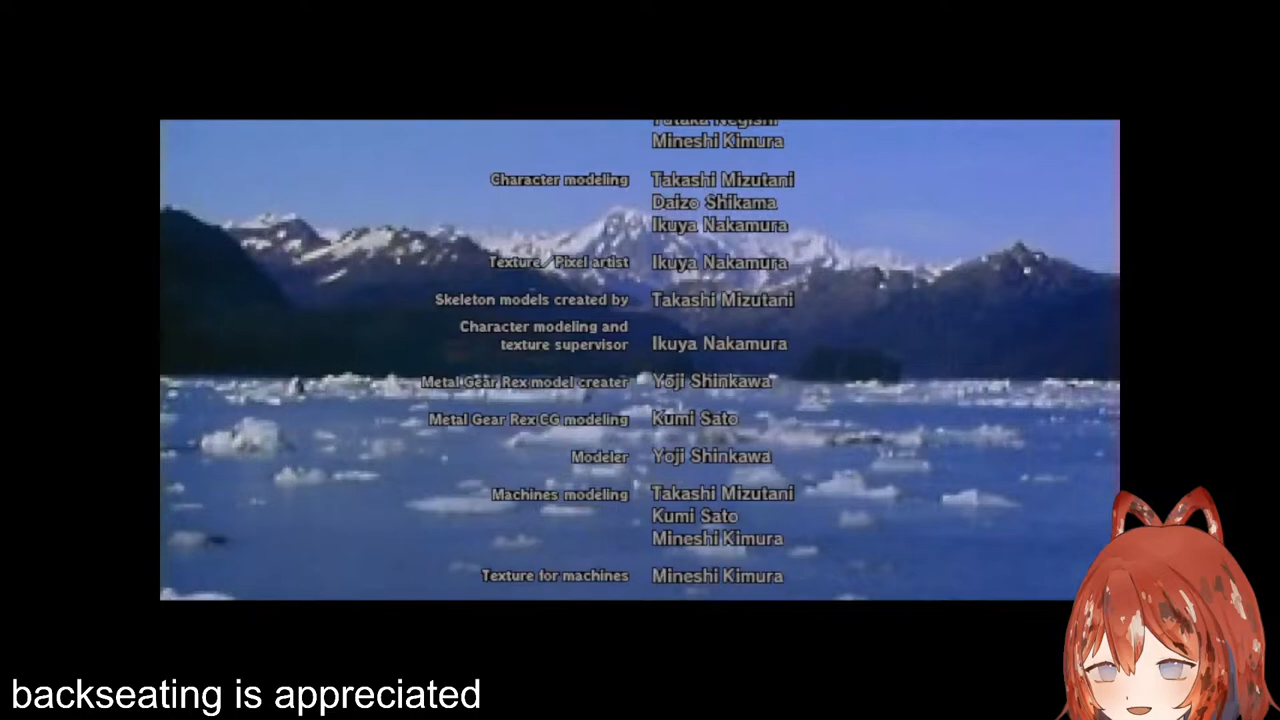 Yutaka Negishi
Mineshi Kimura
Character modeling Takashi Mizutani
Daizo Shikama
Ikuya Nakamura
Texture/Pixel artist Ikuya Nakamura
Skeleton models created by Takashi Mizutani
Character modeling and
texture supervisor Ikuya Nakamura
Metal Gear Rex model creater Yoji Shinkawa
Metal Gear Rex CG modeling Kumi Sato
Modeler Yoji Shinkawa
Machines modeling Takashi Mizutani
Kumi Sato
Mineshi Kimura
Texture for machines Mineshi Kimura
backseating is appreciated